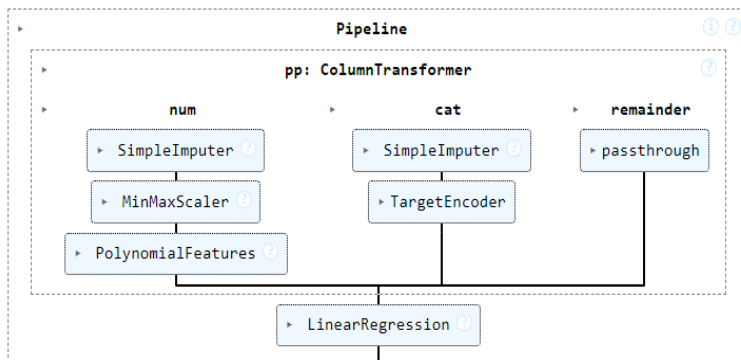 Pipeline i ?
pp: ColumnTransformer ?
num cat remainder
SimpleImputer ? SimpleImputer ? passthrough
MinMaxScaler ? TargetEncoder
PolynomialFeatures ?
LinearRegression ?